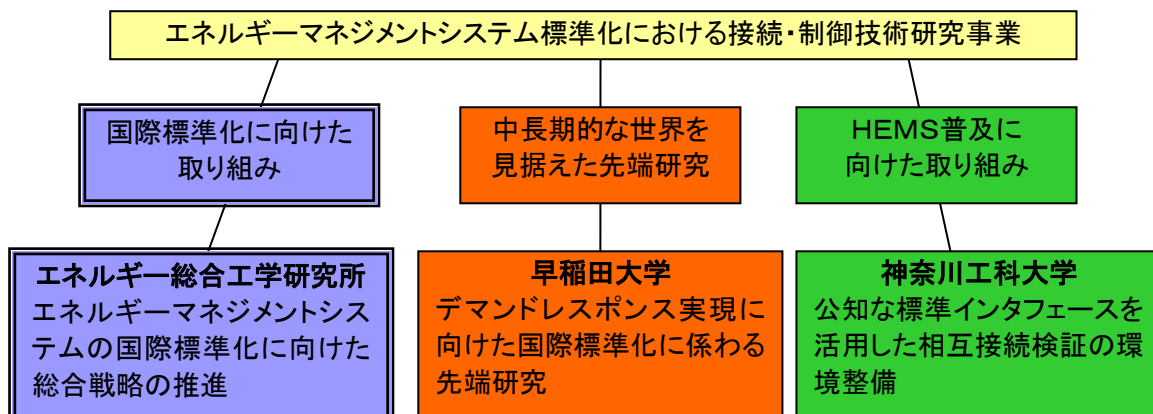 エネルギーマネジメントシステム標準化における接続・制御技術研究事業
国際標準化に向けた
取り組み
中長期的な世界を
見据えた先端研究
HEMS普及に
向けた取り組み
エネルギー総合工学研究所
エネルギーマネジメントシス
テムの国際標準化に向けた
総合戦略の推進
早稲田大学
デマンドレスポンス実現に
向けた国際標準化に係わる
先端研究
神奈川工科大学
公知な標準インタフェースを
活用した相互接続検証の環
境整備